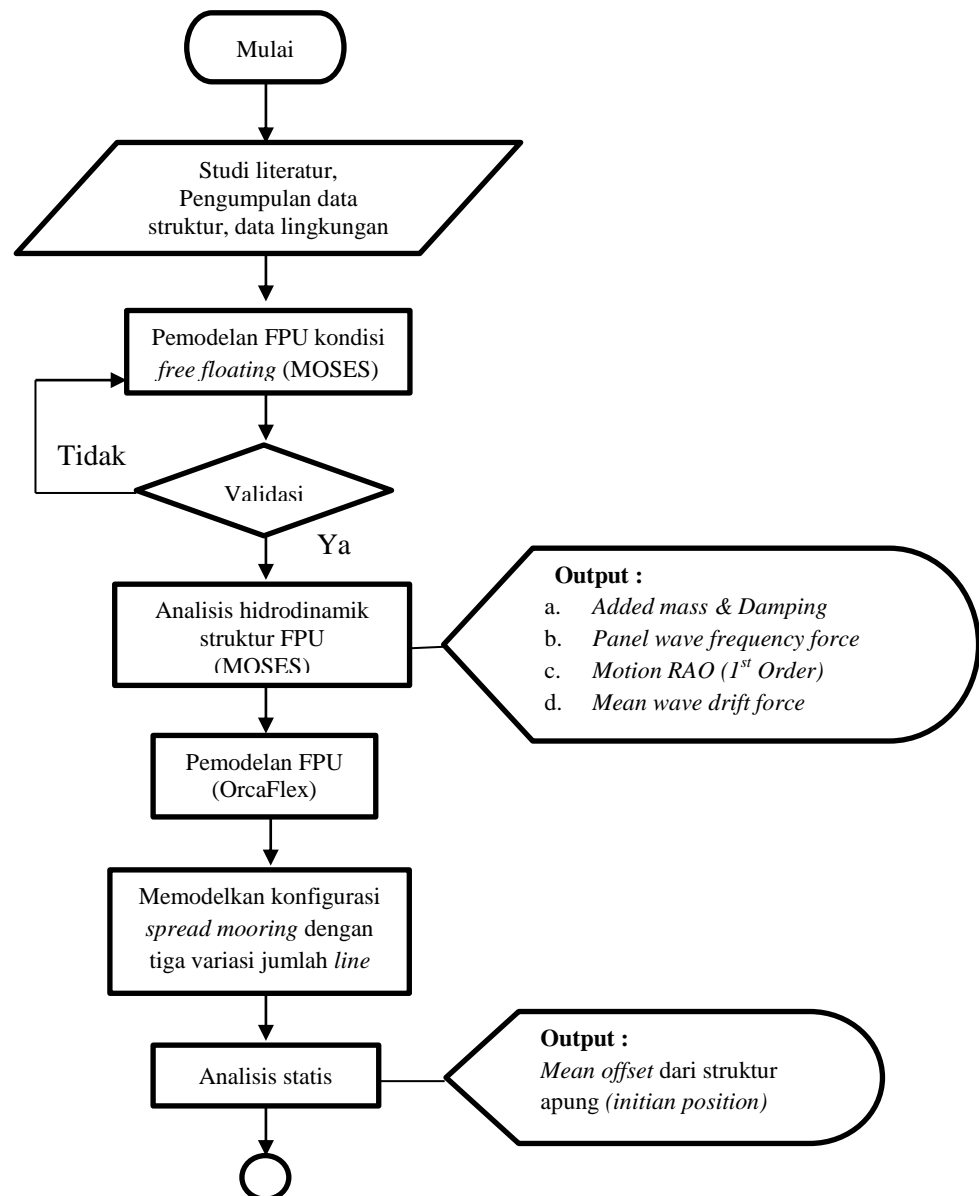 Mulai
Studi literatur,
Pengumpulan data
struktur, data lingkungan
Pemodelan FPU kondisi
free floating (MOSES)
Tidak
Validasi
Ya
Analisis hidrodinamik
struktur FPU
(MOSES)
Output :
a. Added mass & Damping
b. Panel wave frequency force
c. Motion RAO (1st Order)
d. Mean wave drift force
Pemodelan FPU
(OrcaFlex)
Memodelkan konfigurasi
spread mooring dengan
tiga variasi jumlah line
Analisis statis
Output :
Mean offset dari struktur
apung (initian position)